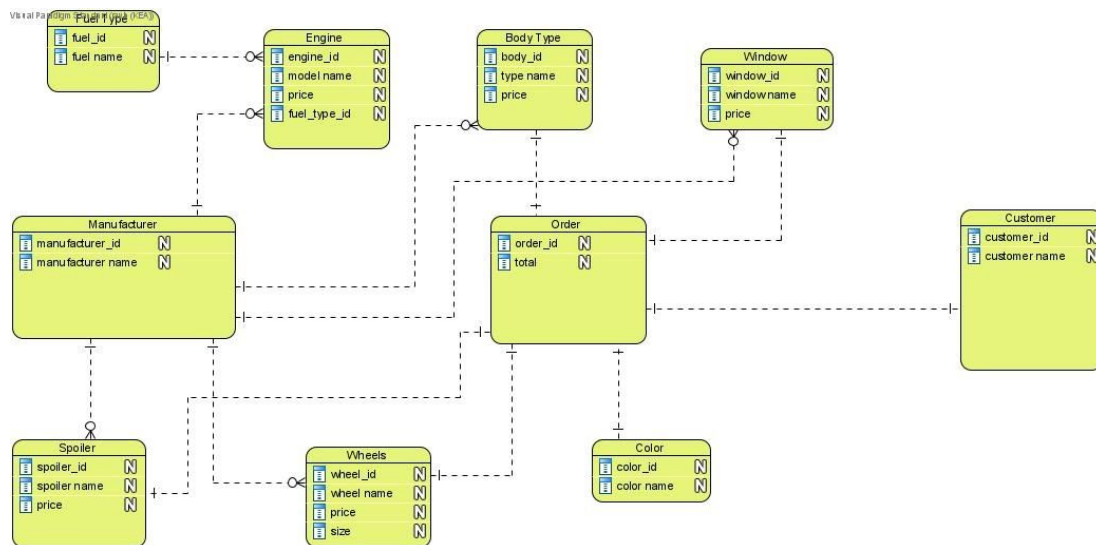 Visual Paradigm
Fuel Type
fuel_id N
fuel name N
Engine
engine_id N
model name N
price N
fuel_type_id N
Body Type
body_id N
type name N
price N
Window
window_id N
window name N
price N
Manufacturer
manufacturer_id N
manufacturer name N
Order
order_id N
total N
Customer
customer_id N
customer name N
Spoiler
spoiler_id N
spoiler name N
price N
Wheels
wheel_id N
wheel name N
price N
size N
Color
color_id N
color name N